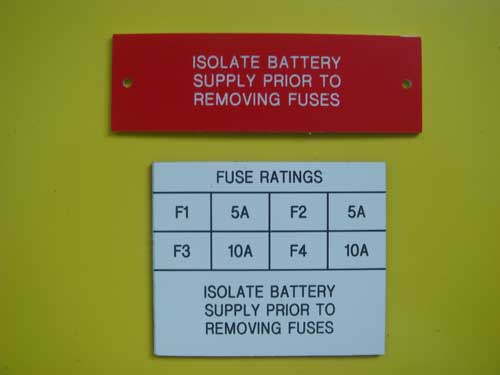 ISOLATE BATTERY
SUPPLY PRIOR TO
REMOVING FUSES
FUSE RATINGS
F1 5A F2 5A
F3 10A F4 10A
ISOLATE BATTERY
SUPPLY PRIOR TO
REMOVING FUSES